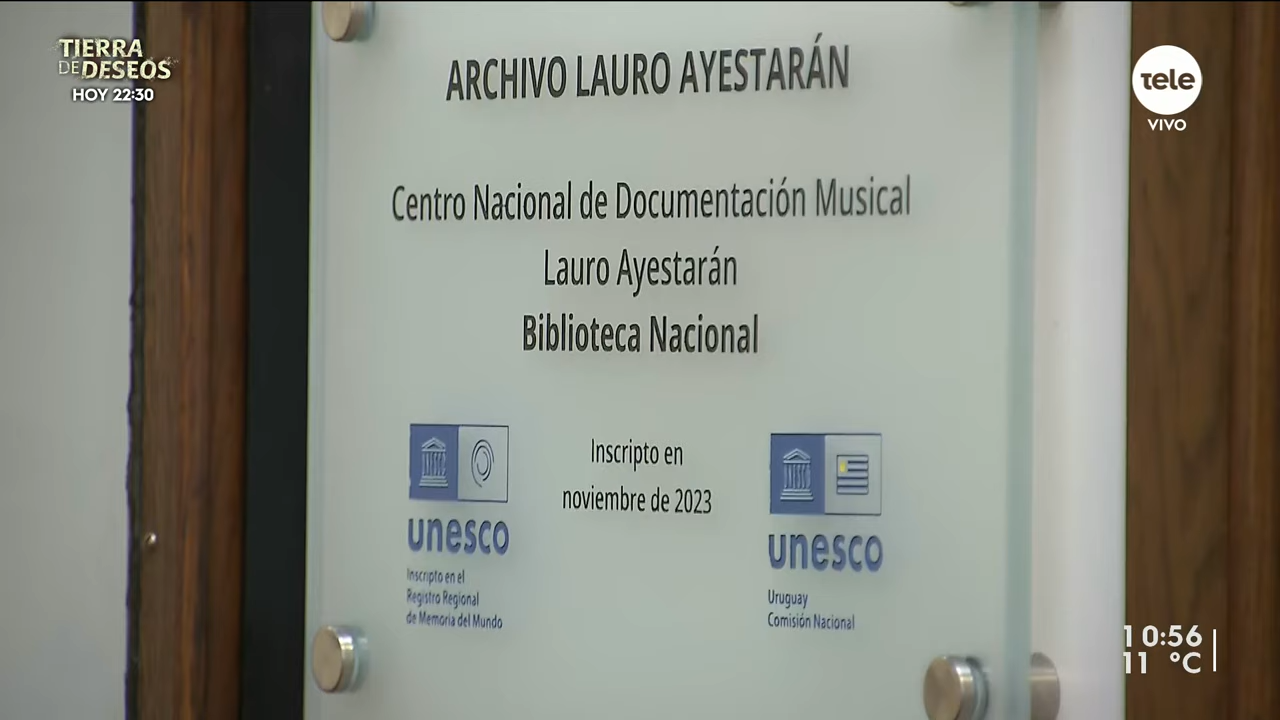 TIERRA
DE DESEOS
HOY 22:30
tele
VIVO
ARCHIVO LAURO AYESTARÁN
Centro Nacional de Documentación Musical
Lauro Ayestarán
Biblioteca Nacional
Inscripto en
noviembre de 2023
UNESCO
unesco
Inscripto en el
Registro Regional
de Memoria del Mundo
UNESCO
unesco
Uruguay
Comisión Nacional
10:56
11 °C